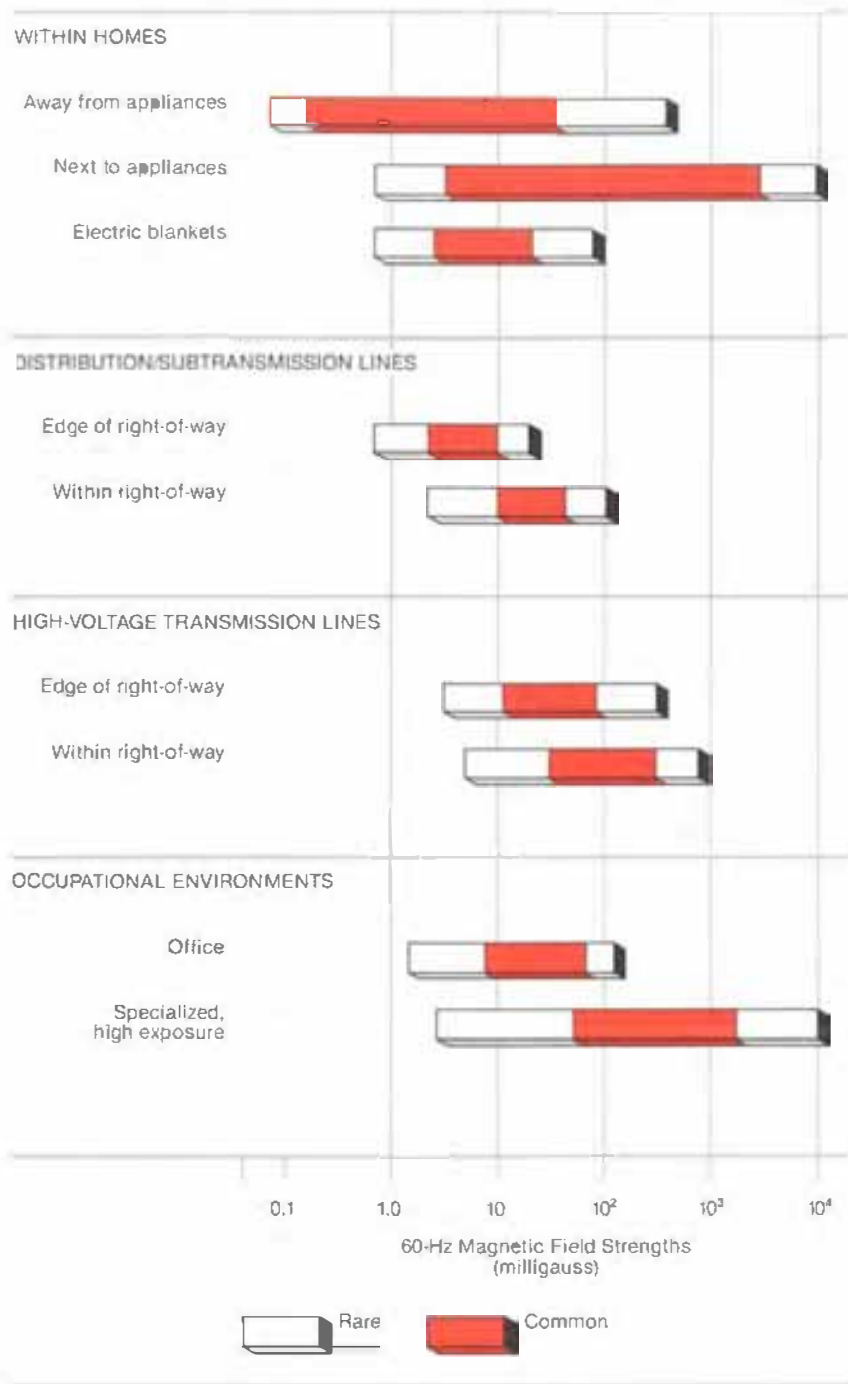 WITHIN HOMES
Away from appliances
Next to appliances
Electric blankets
DISTRIBUTION/SUBTRANSMISSION LINES
Edge of right-of-way
Within right-of-way
HIGH-VOLTAGE TRANSMISSION LINES
Edge of right-of-way
Within right-of-way
OCCUPATIONAL ENVIRONMENTS
Office
Specialized,
high exposure
0.1 1.0 10 10² 10³ 10⁴
60-Hz Magnetic Field Strengths
(milligauss)
Rare Common